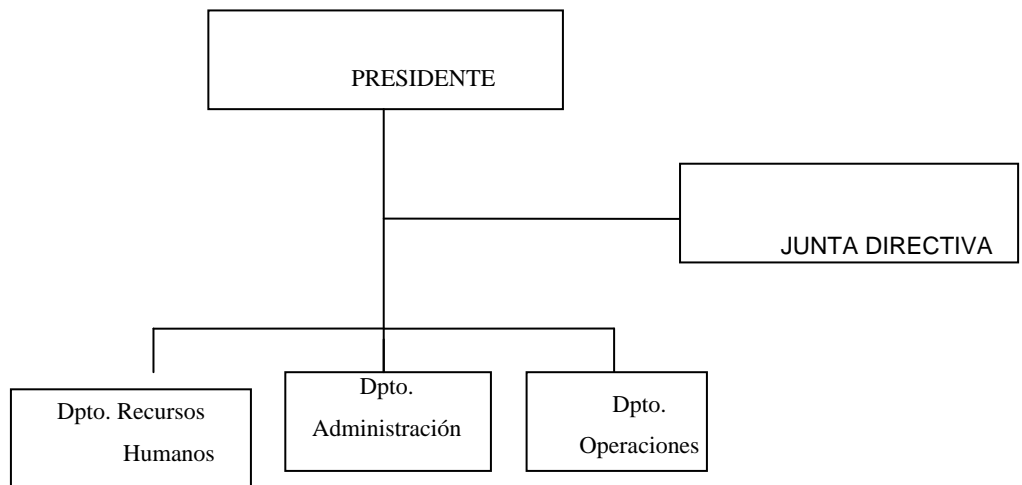 PRESIDENTE
JUNTA DIRECTIVA
Dpto. Recursos
Humanos
Dpto.
Administración
Dpto.
Operaciones